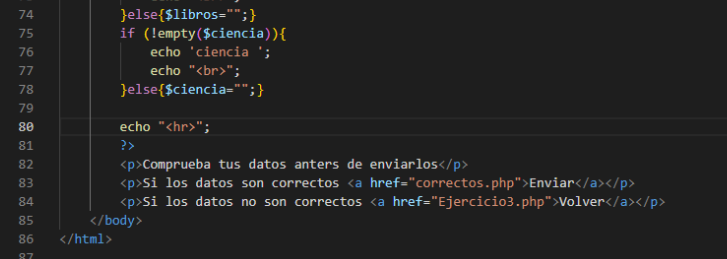 74 }else{$libros="";}
75 if (!empty($ciencia)){
76 echo 'ciencia ';
77 echo "<br>";
78 }else{$ciencia="";}
79
80 echo "<hr>";
81 ?>
82 <p>Comprueba tus datos anters de enviarlos</p>
83 <p>Si los datos son correctos <a href="correctos.php">Enviar</a></p>
84 <p>Si los datos no son correctos <a href="Ejercicio3.php">Volver</a></p>
85 </body>
86 </html>
87